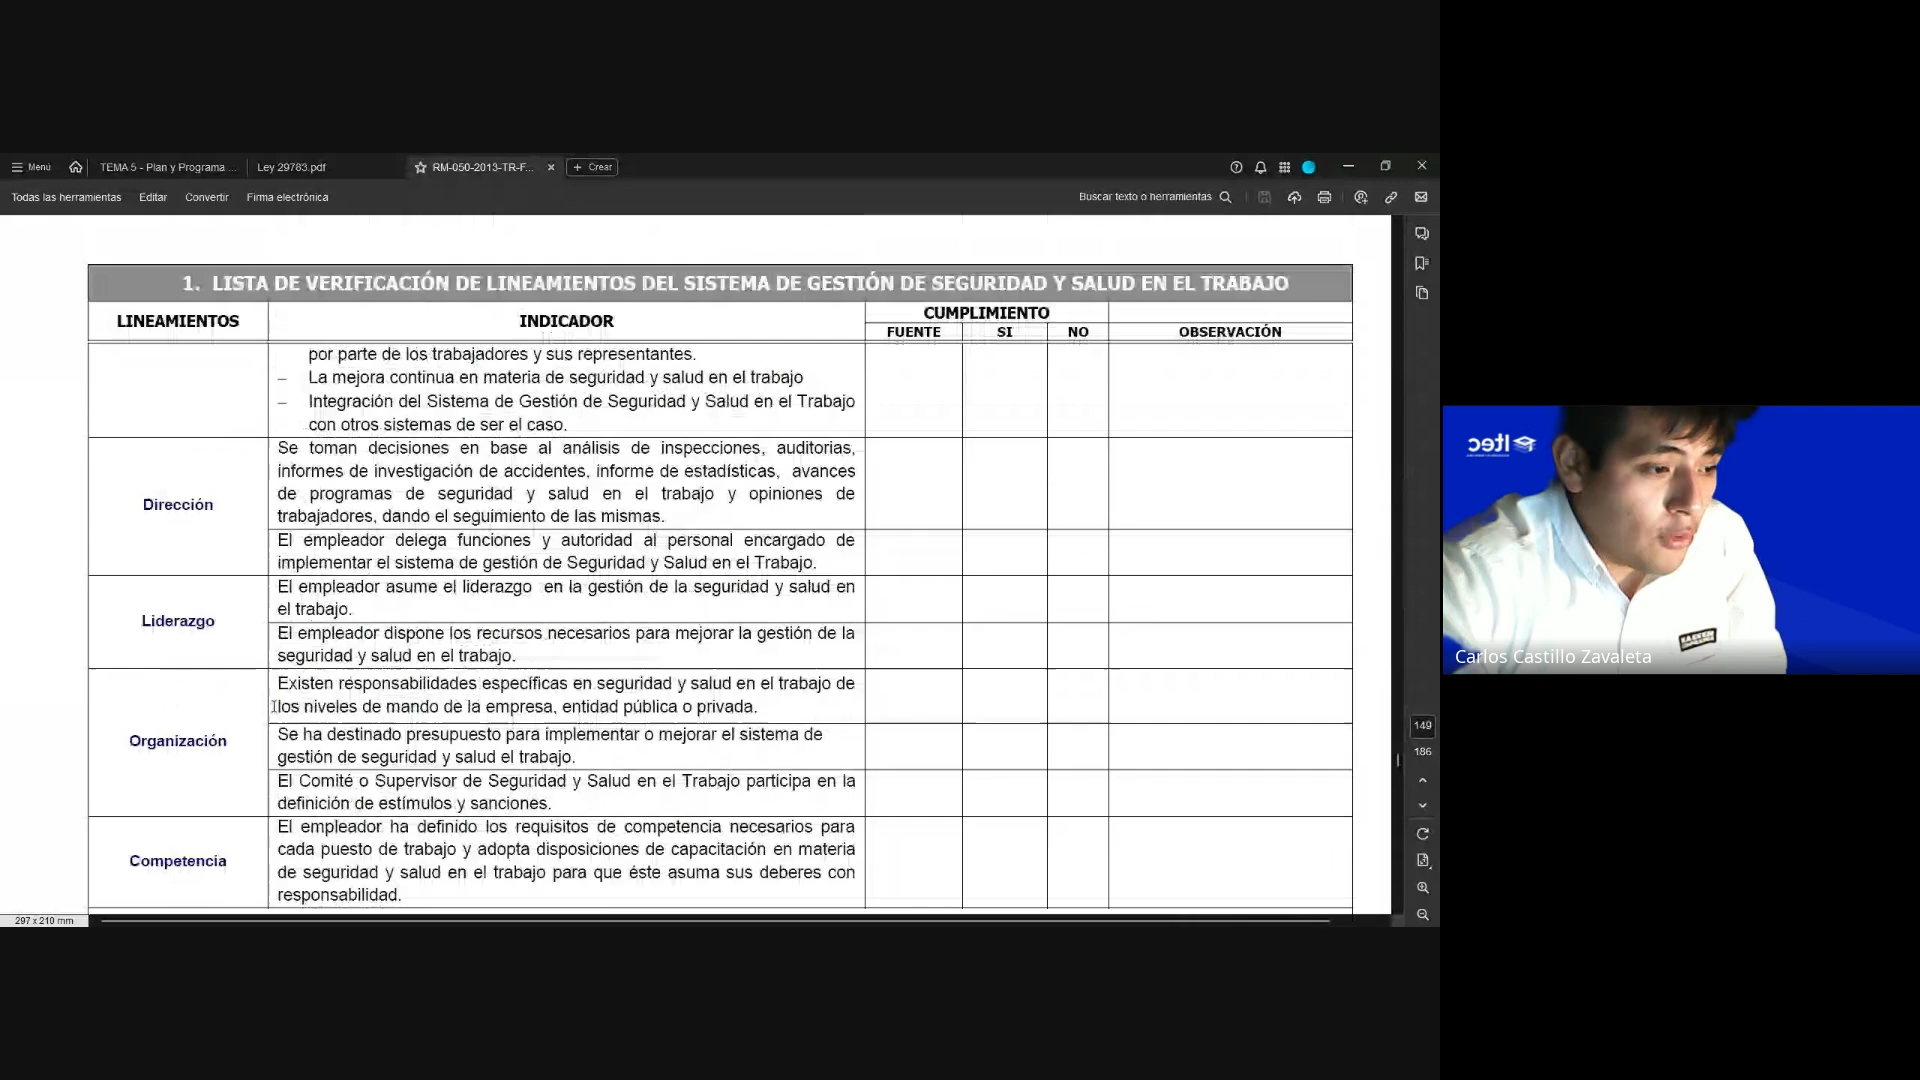 Menú
TEMA 5 - Plan y Programa ...
Ley 29783.pdf
RM-050-2013-TR-F...
Crear
Todas las herramientas
Editar
Convertir
Firma electrónica
Buscar texto o herramientas
1. LISTA DE VERIFICACIÓN DE LINEAMIENTOS DEL SISTEMA DE GESTIÓN DE SEGURIDAD Y SALUD EN EL TRABAJO
LINEAMIENTOS
INDICADOR
CUMPLIMIENTO
FUENTE
SI
NO
OBSERVACIÓN
por parte de los trabajadores y sus representantes.
– La mejora continua en materia de seguridad y salud en el trabajo
– Integración del Sistema de Gestión de Seguridad y Salud en el Trabajo
con otros sistemas de ser el caso.
Dirección
Se toman decisiones en base al análisis de inspecciones, auditorias,
informes de investigación de accidentes, informe de estadísticas, avances
de programas de seguridad y salud en el trabajo y opiniones de
trabajadores, dando el seguimiento de las mismas.
El empleador delega funciones y autoridad al personal encargado de
implementar el sistema de gestión de Seguridad y Salud en el Trabajo.
Liderazgo
El empleador asume el liderazgo en la gestión de la seguridad y salud en
el trabajo.
El empleador dispone los recursos necesarios para mejorar la gestión de la
seguridad y salud en el trabajo.
Organización
Existen responsabilidades específicas en seguridad y salud en el trabajo de
los niveles de mando de la empresa, entidad pública o privada.
Se ha destinado presupuesto para implementar o mejorar el sistema de
gestión de seguridad y salud el trabajo.
El Comité o Supervisor de Seguridad y Salud en el Trabajo participa en la
definición de estímulos y sanciones.
Competencia
El empleador ha definido los requisitos de competencia necesarios para
cada puesto de trabajo y adopta disposiciones de capacitación en materia
de seguridad y salud en el trabajo para que éste asuma sus deberes con
responsabilidad.
149
186
297 x 210 mm
Itec
Carlos Castillo Zavaleta